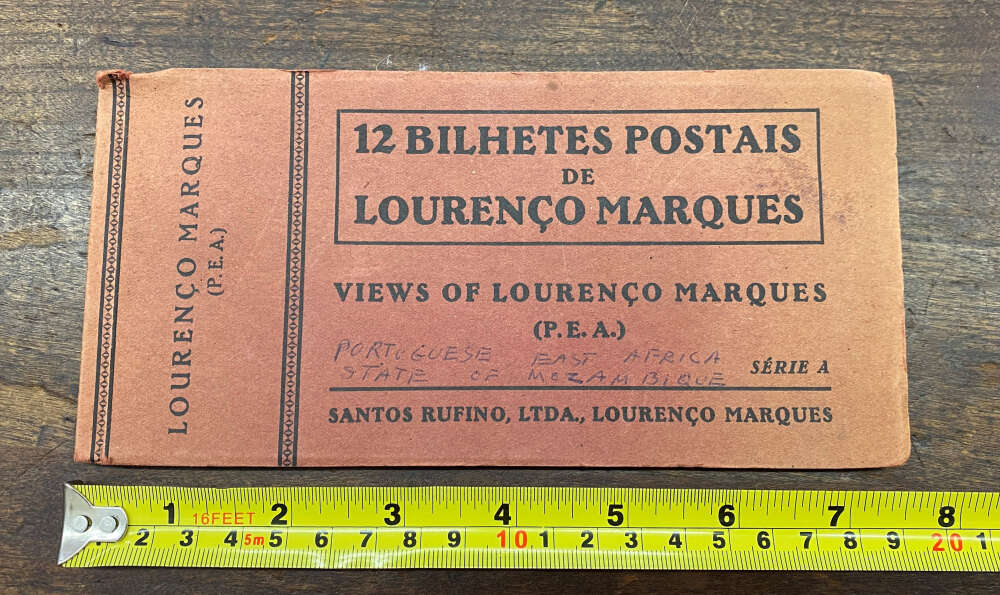 LOURENÇO MARQUES
(P.E.A.)
12 BILHETES POSTAIS
DE
LOURENÇO MARQUES
VIEWS OF LOURENÇO MARQUES
(P.E.A.)
PORTUGUESE EAST AFRICA
STATE OF MOZAMBIQUE
SÉRIE A
SANTOS RUFINO, LTDA., LOURENÇO MARQUES
1 16FEET 2 3 4 5 6 7 8
1 2 3 4 5m 5 6 7 8 9 10 1 2 3 4 5 6 7 8 9 20 1